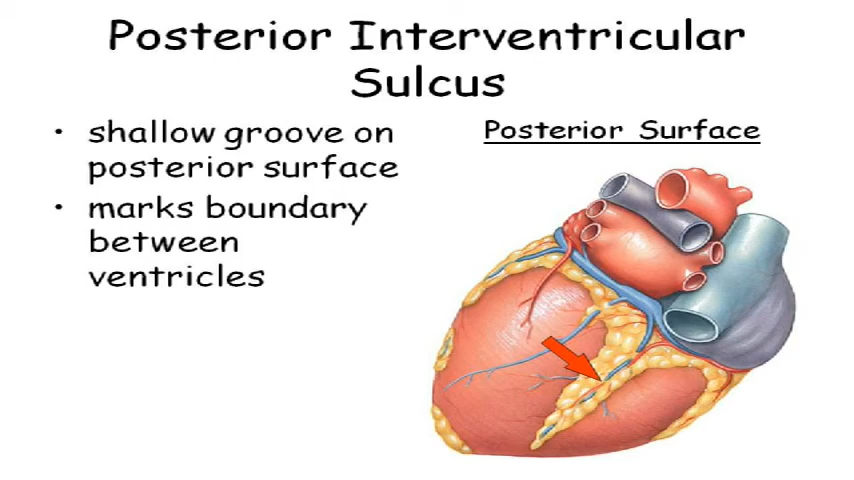 Posterior Interventricular
Sulcus
• shallow groove on
posterior surface
• marks boundary
between
ventricles
Posterior Surface